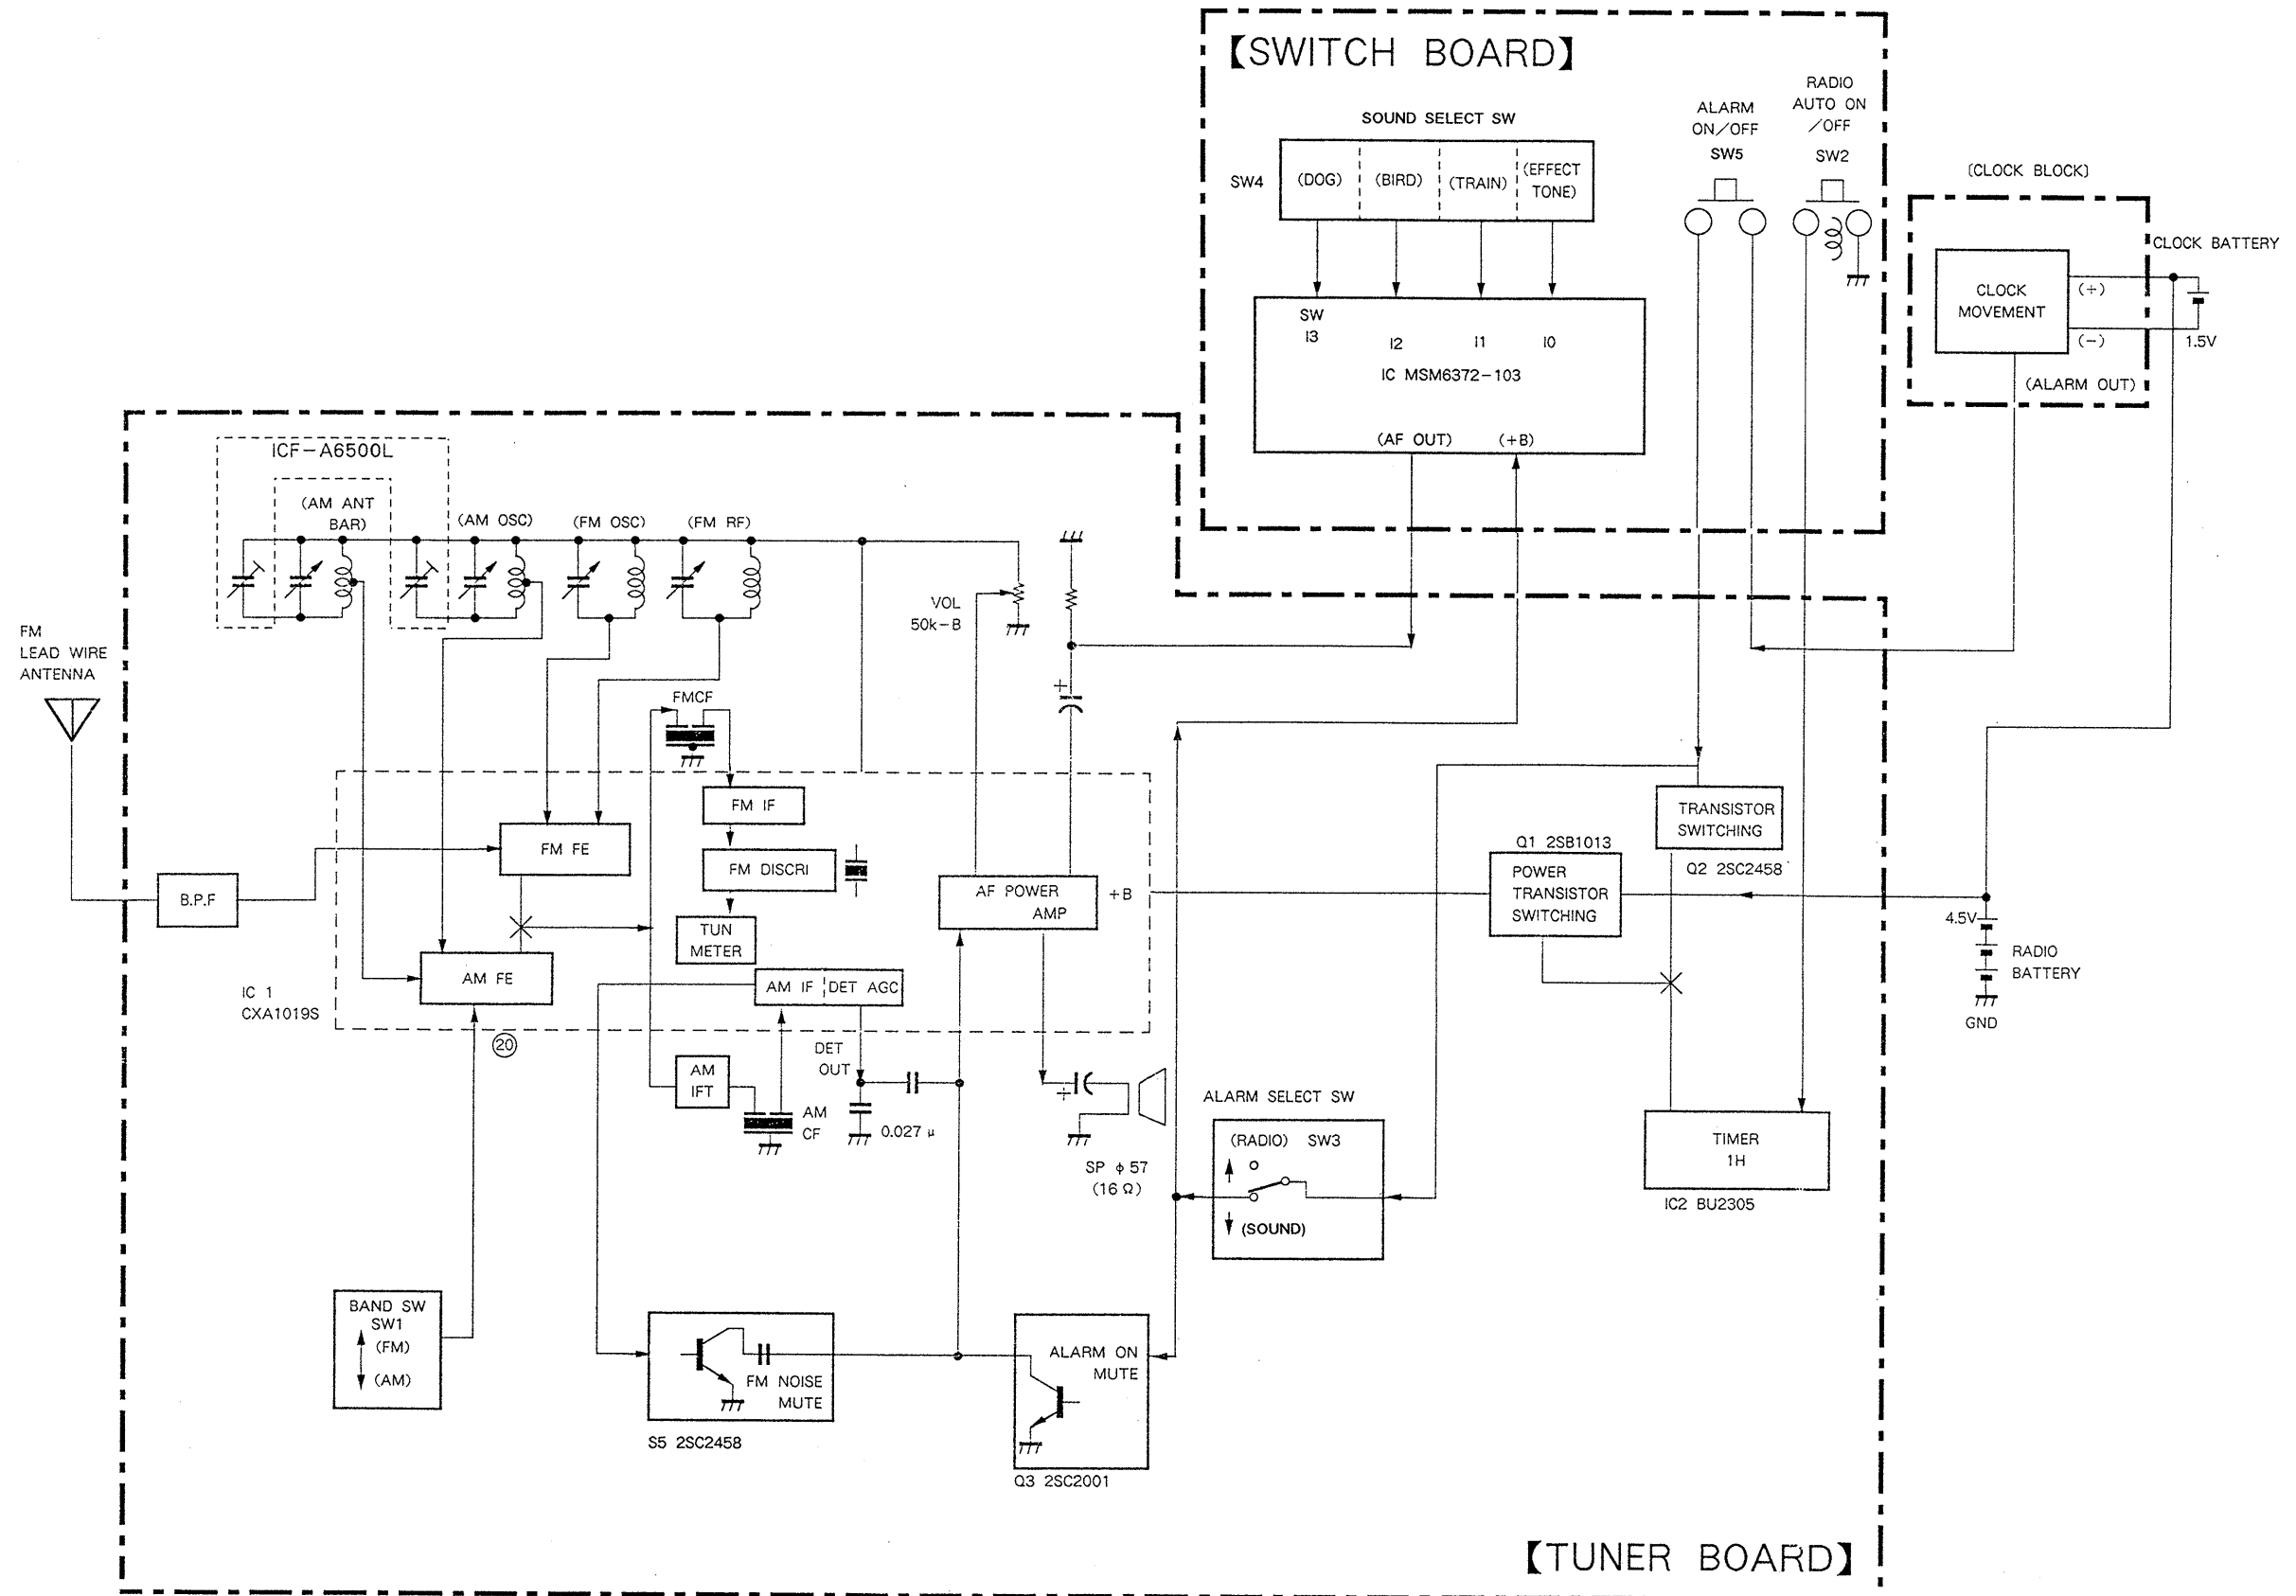 【SWITCH BOARD】
SOUND SELECT SW
SW4
(DOG)
(BIRD)
(TRAIN)
(EFFECT
TONE)
ALARM
ON/OFF
SW5
RADIO
AUTO ON
/OFF
SW2
SW
I3
I2
I1
I0
IC MSM6372-103
(AF OUT)
(+B)
(CLOCK BLOCK)
CLOCK
MOVEMENT
(+)
(-)
CLOCK BATTERY
1.5V
(ALARM OUT)
ICF-A6500L
(AM ANT
BAR)
(AM OSC)
(FM OSC)
(FM RF)
VOL
50k-B
FM
LEAD WIRE
ANTENNA
B.P.F
FMCF
FM IF
FM FE
FM DISCRI
TUN
METER
AM FE
AM IF
DET AGC
AF POWER
AMP
+B
IC 1
CXA1019S
20
AM
IFT
AM
CF
DET
OUT
0.027 μ
+
+
SP φ 57
(16 Ω)
TRANSISTOR
SWITCHING
Q2 2SC2458
Q1 2SB1013
POWER
TRANSISTOR
SWITCHING
4.5V
RADIO
BATTERY
GND
ALARM SELECT SW
(RADIO) SW3
(SOUND)
TIMER
1H
IC2 BU2305
BAND SW
SW1
(FM)
(AM)
FM NOISE
MUTE
S5 2SC2458
ALARM ON
MUTE
Q3 2SC2001
【TUNER BOARD】